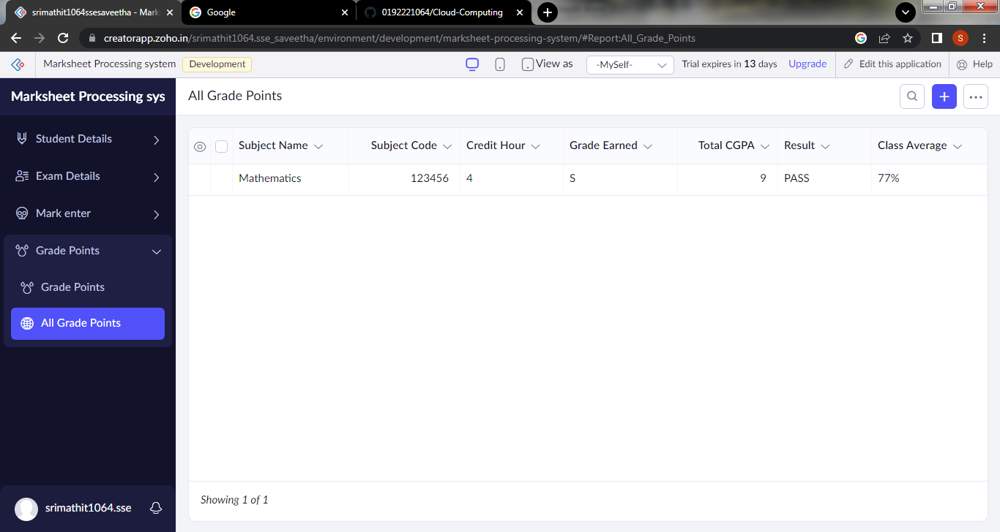 srimathit1064ssesaveetha - Mark
Google
0192221064/Cloud-Computing
creatorapp.zoho.in/srimathit1064.sse_saveetha/environment/development/marksheet-processing-system/#Report:All_Grade_Points
S
Marksheet Processing system
Development
View as
-MySelf-
Trial expires in 13 days
Upgrade
Edit this application
Help
Marksheet Processing sys
All Grade Points
Student Details
Exam Details
Mark enter
Grade Points
Grade Points
All Grade Points
Subject Name Subject Code Credit Hour Grade Earned Total CGPA Result Class Average
Mathematics 123456 4 S 9 PASS 77%
Showing 1 of 1
srimathit1064.sse